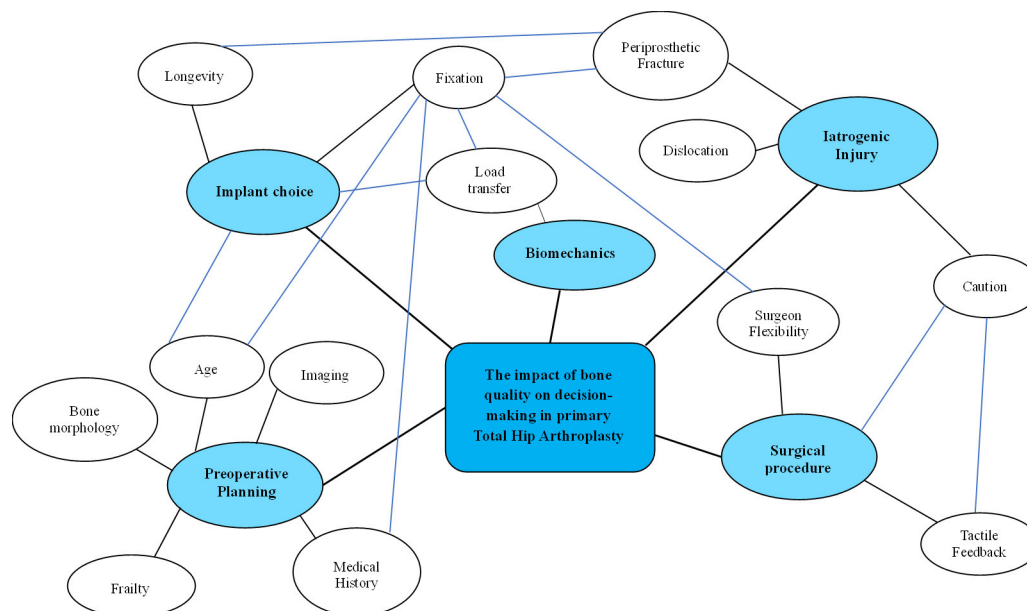 Periprosthetic
Fracture
Longevity
Fixation
Iatrogenic
Injury
Dislocation
Implant choice
Load
transfer
Biomechanics
Caution
Surgeon
Flexibility
Age
Imaging
The impact of bone
quality on decision-
making in primary
Total Hip Arthroplasty
Bone
morphology
Surgical
procedure
Preoperative
Planning
Tactile
Feedback
Medical
History
Frailty